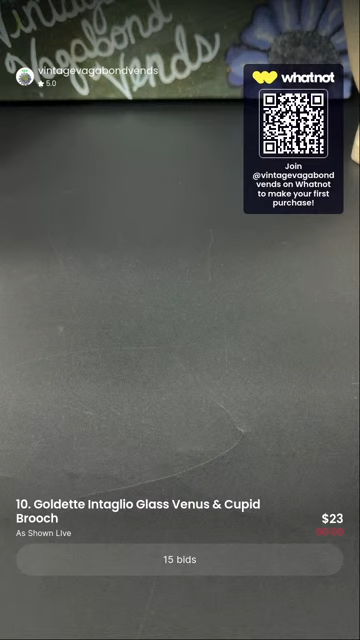 Vintage
Vagabond
Vends
vintagevagabondvends
5.0
whatnot
Join
@vintagevagabond
vends on Whatnot
to make your first
purchase!
10. Goldette Intaglio Glass Venus & Cupid
Brooch
$23
As Shown LIve
15 bids